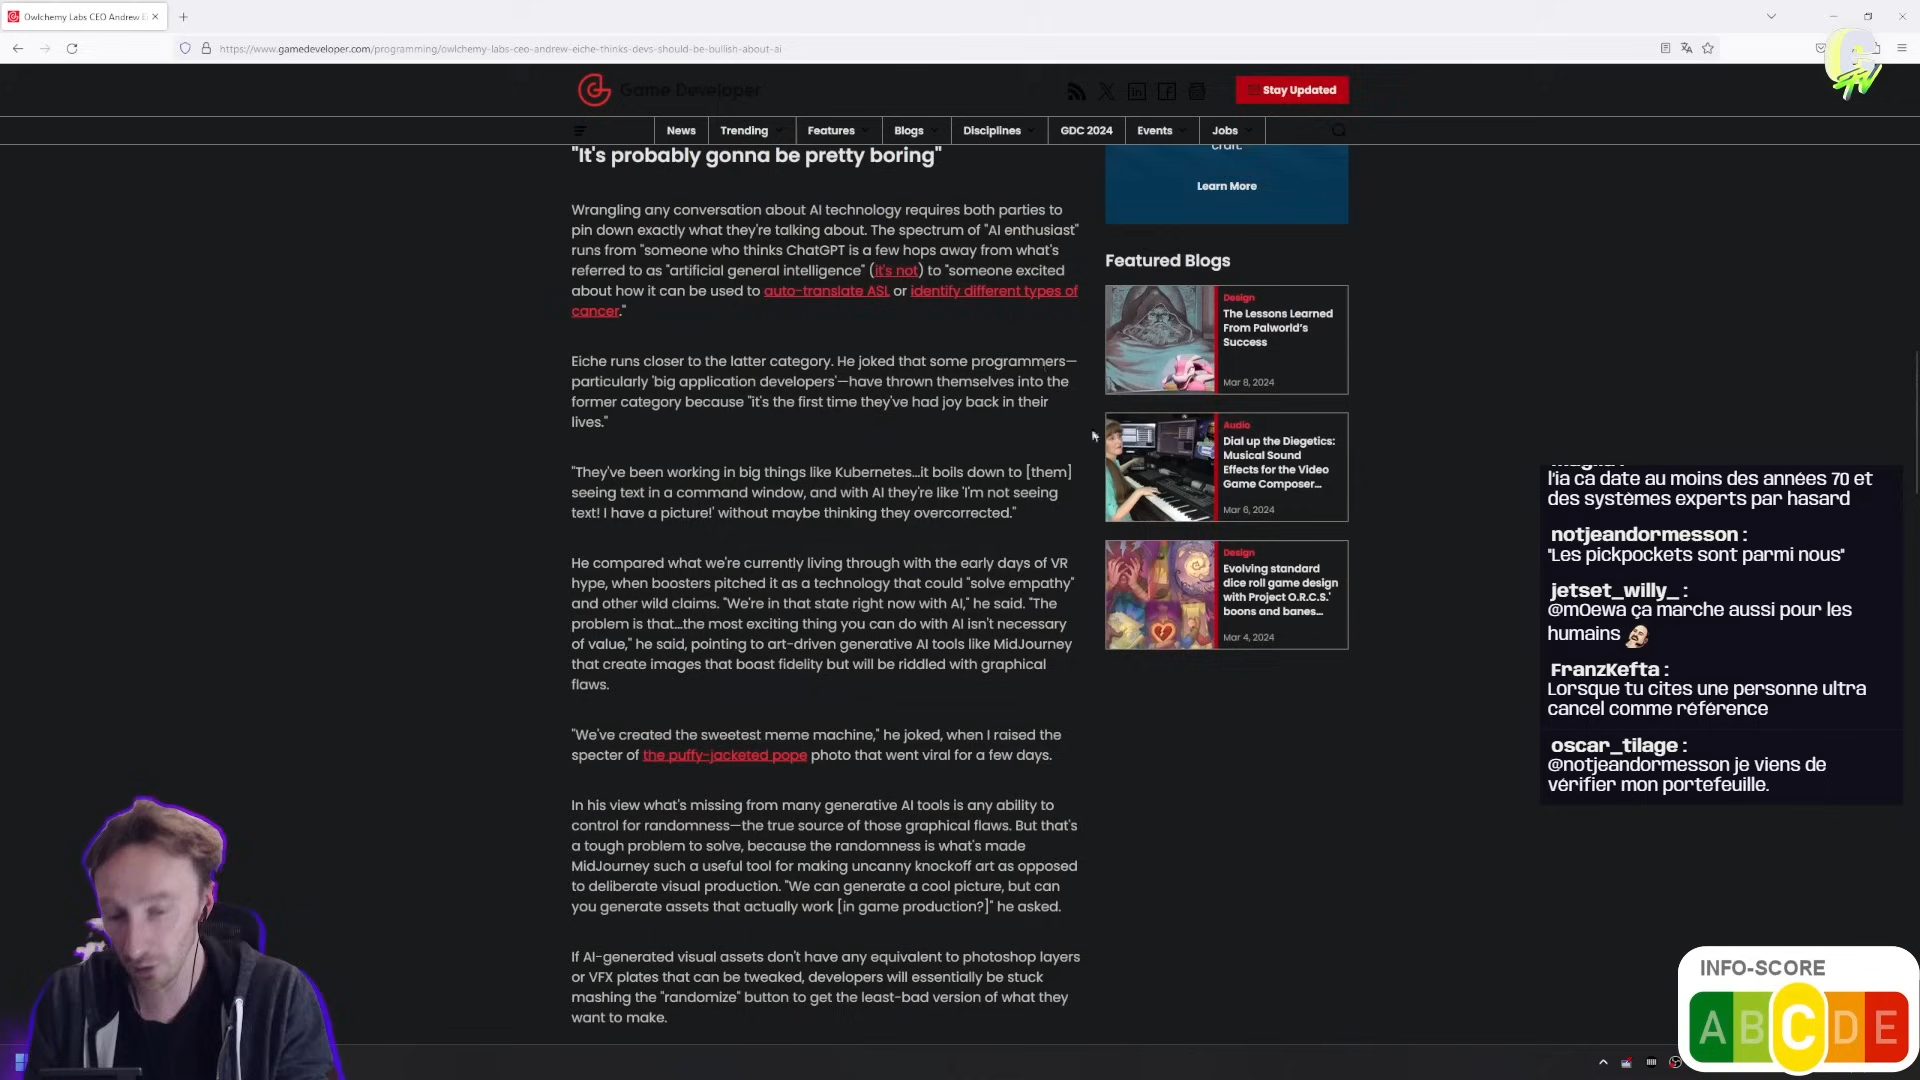 Owlchemy Labs CEO Andrew E
https://www.gamedeveloper.com/programming/owlchemy-labs-ceo-andrew-eiche-thinks-devs-should-be-bullish-about-ai
Game Developer
Stay Updated
News
Trending
Features
Blogs
Disciplines
GDC 2024
Events
Jobs
"It's probably gonna be pretty boring"
Wrangling any conversation about AI technology requires both parties to
pin down exactly what they're talking about. The spectrum of "AI enthusiast"
runs from "someone who thinks ChatGPT is a few hops away from what's
referred to as "artificial general intelligence" (it's not) to "someone excited
about how it can be used to auto-translate ASL or identify different types of
cancer."
Eiche runs closer to the latter category. He joked that some programmers—
particularly 'big application developers'—have thrown themselves into the
former category because "it's the first time they've had joy back in their
lives."
"They've been working in big things like Kubernetes...it boils down to [them]
seeing text in a command window, and with AI they're like 'I'm not seeing
text! I have a picture!' without maybe thinking they overcorrected."
He compared what we're currently living through with the early days of VR
hype, when boosters pitched it as a technology that could "solve empathy"
and other wild claims. "We're in that state right now with AI," he said. "The
problem is that...the most exciting thing you can do with AI isn't necessary
of value," he said, pointing to art-driven generative AI tools like MidJourney
that create images that boast fidelity but will be riddled with graphical
flaws.
"We've created the sweetest meme machine," he joked, when I raised the
specter of the puffy-jacketed pope photo that went viral for a few days.
In his view what's missing from many generative AI tools is any ability to
control for randomness—the true source of those graphical flaws. But that's
a tough problem to solve, because the randomness is what's made
MidJourney such a useful tool for making uncanny knockoff art as opposed
to deliberate visual production. "We can generate a cool picture, but can
you generate assets that actually work [in game production?]" he asked.
If AI-generated visual assets don't have any equivalent to photoshop layers
or VFX plates that can be tweaked, developers will essentially be stuck
mashing the "randomize" button to get the least-bad version of what they
want to make.
craft.
Learn More
Featured Blogs
Design
The Lessons Learned
From Palworld's
Success
Mar 8, 2024
Audio
Dial up the Diegetics:
Musical Sound
Effects for the Video
Game Composer...
Mar 6, 2024
Design
Evolving standard
dice roll game design
with Project O.R.C.S.'
boons and banes...
Mar 4, 2024
l'ia ca date au moins des années 70 et
des systèmes experts par hasard
notjeandormesson :
"Les pickpockets sont parmi nous"
jetset_willy_ :
@m0ewa ça marche aussi pour les
humains
FranzKefta :
Lorsque tu cites une personne ultra
cancel comme référence
oscar_tilage :
@notjeandormesson je viens de
vérifier mon portefeuille.
INFO-SCORE
A B C D E